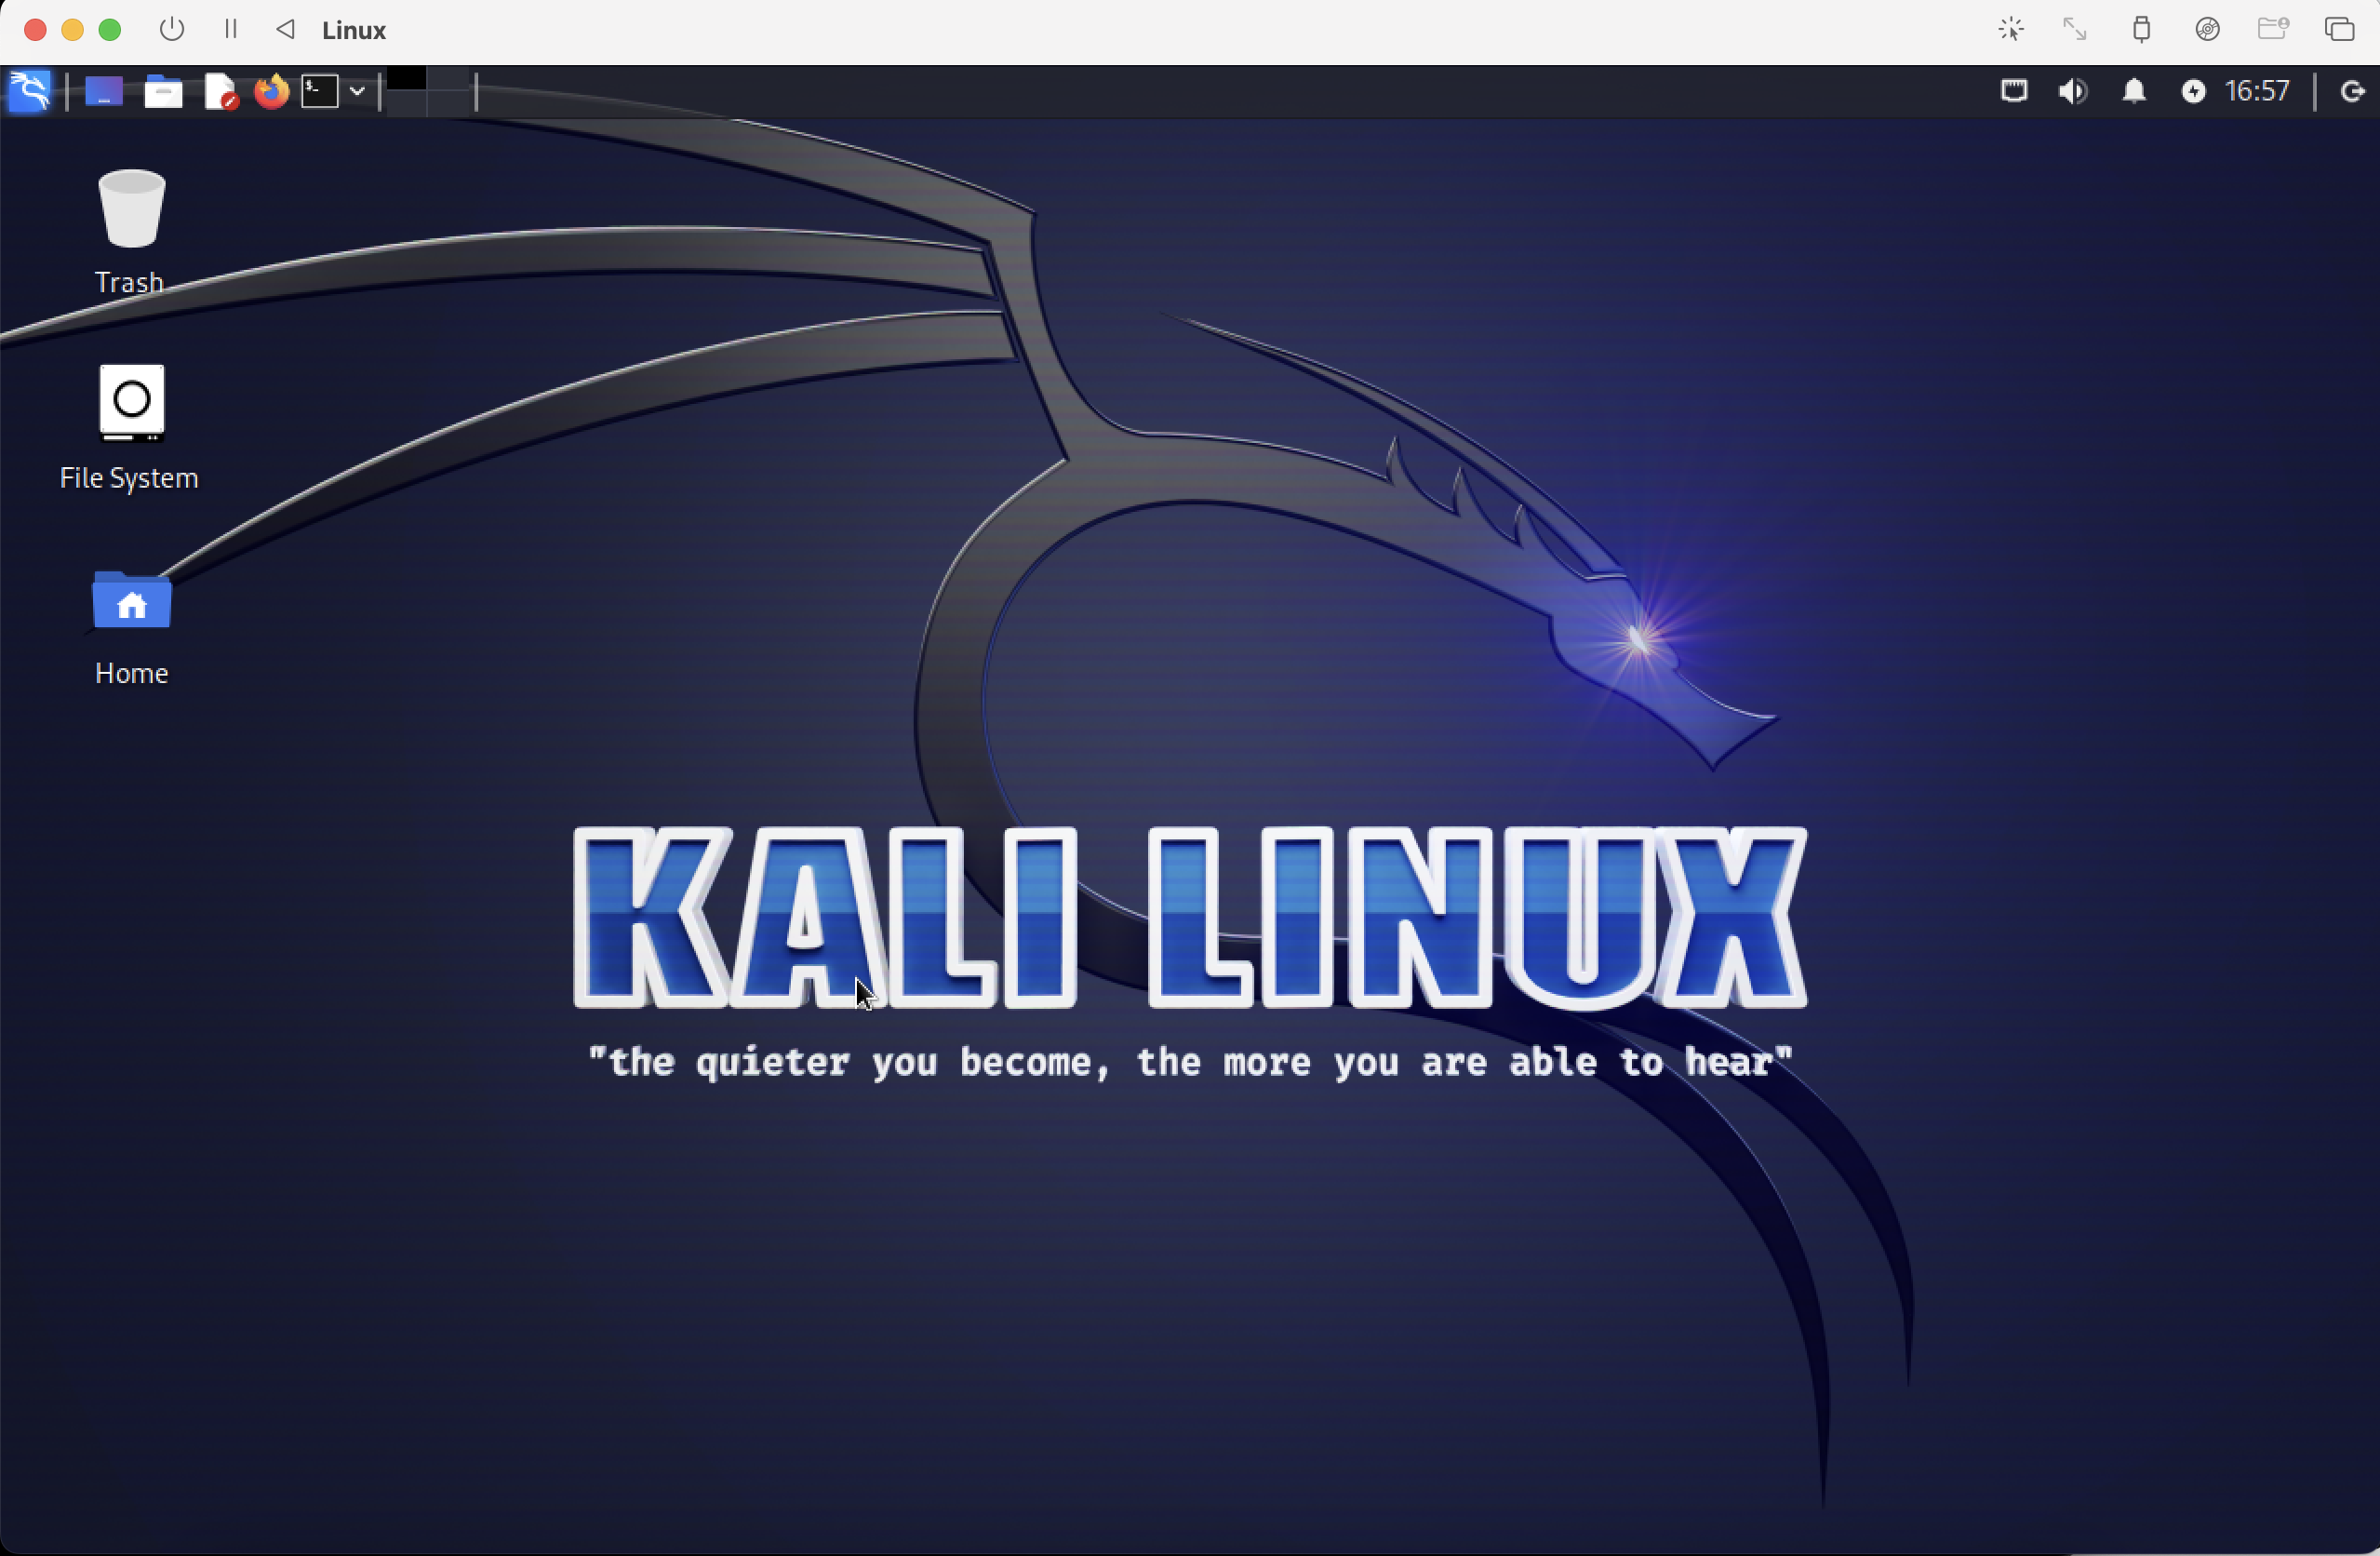 Linux
16:57
Trash
File System
Home
KALI LINUX
"the quieter you become, the more you are able to hear"